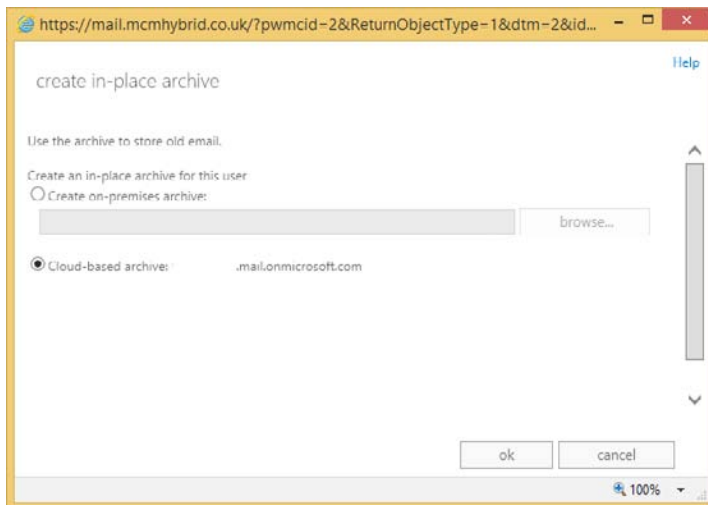 https://mail.mcmhybrid.co.uk/?pwmcid=2&ReturnObjectType=1&dtm=2&id...
Help
create in-place archive
Use the archive to store old email.
Create an in-place archive for this user
Create on-premises archive:
browse...
Cloud-based archive: .mail.onmicrosoft.com
ok cancel
100%